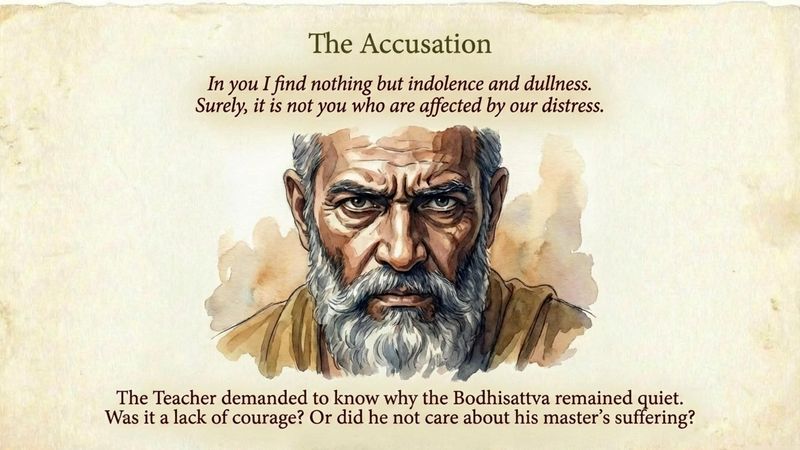 The Accusation
In you I find nothing but indolence and dullness.
Surely, it is not you who are affected by our distress.
The Teacher demanded to know why the Bodhisattva remained quiet.
Was it a lack of courage? Or did he not care about his master’s suffering?